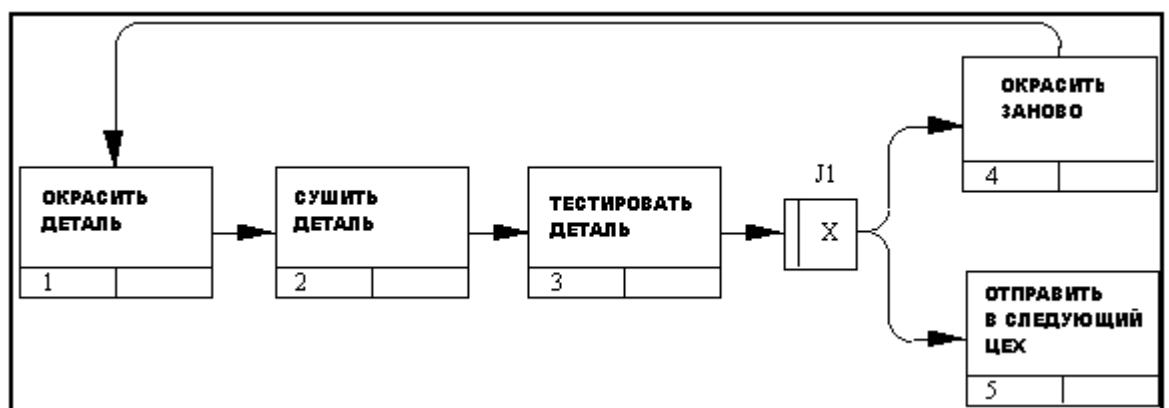 ОКРАСИТЬ
ДЕТАЛЬ
1
СУШИТЬ
ДЕТАЛЬ
2
ТЕСТИРОВАТЬ
ДЕТАЛЬ
3
J1
X
ОКРАСИТЬ
ЗАНОВО
4
ОТПРАВИТЬ
В СЛЕДУЮЩИЙ
ЦЕХ
5